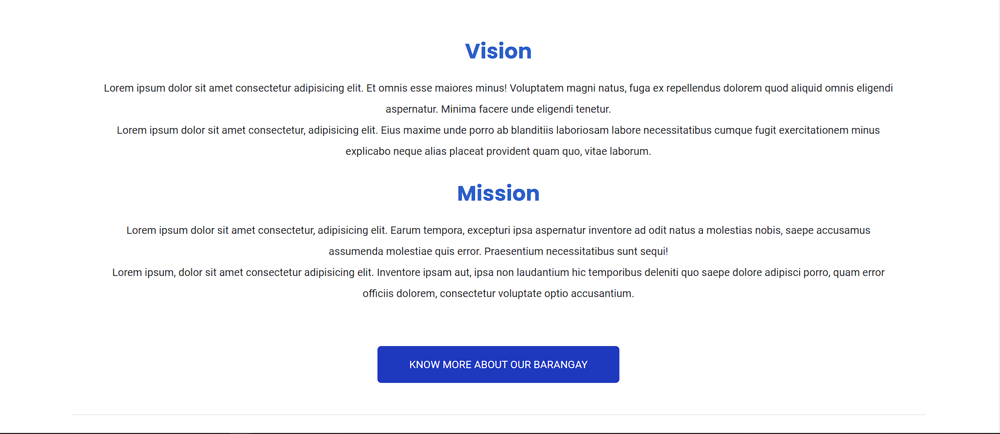 Vision
Lorem ipsum dolor sit amet consectetur adipisicing elit. Et omnis esse maiores minus! Voluptatem magni natus, fuga ex repellendus dolorem quod aliquid omnis eligendi
aspernatur. Minima facere unde eligendi tenetur.
Lorem ipsum dolor sit amet consectetur, adipisicing elit. Eius maxime unde porro ab blanditiis laboriosam labore necessitatibus cumque fugit exercitationem minus
explicabo neque alias placeat provident quam quo, vitae laborum.
Mission
Lorem ipsum dolor sit amet consectetur, adipisicing elit. Earum tempora, excepturi ipsa aspernatur inventore ad odit natus a molestias nobis, saepe accusamus
assumenda molestiae quis error. Praesentium necessitatibus sunt sequi!
Lorem ipsum, dolor sit amet consectetur adipisicing elit. Inventore ipsam aut, ipsa non laudantium hic temporibus deleniti quo saepe dolore adipisci porro, quam error
officiis dolorem, consectetur voluptate optio accusantium.
KNOW MORE ABOUT OUR BARANGAY